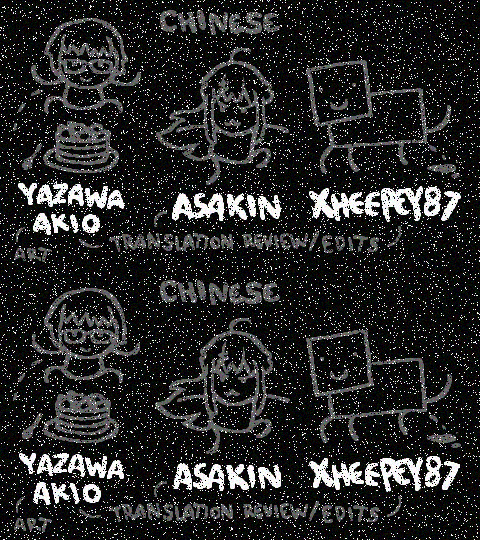 CHINESE
YAZAWA AKIO
ASAKIN
XHEEPEY87
ART
TRANSLATION REVIEW/EDITS
CHINESE
YAZAWA AKIO
ASAKIN
XHEEPEY87
ART
TRANSLATION REVIEW/EDITS